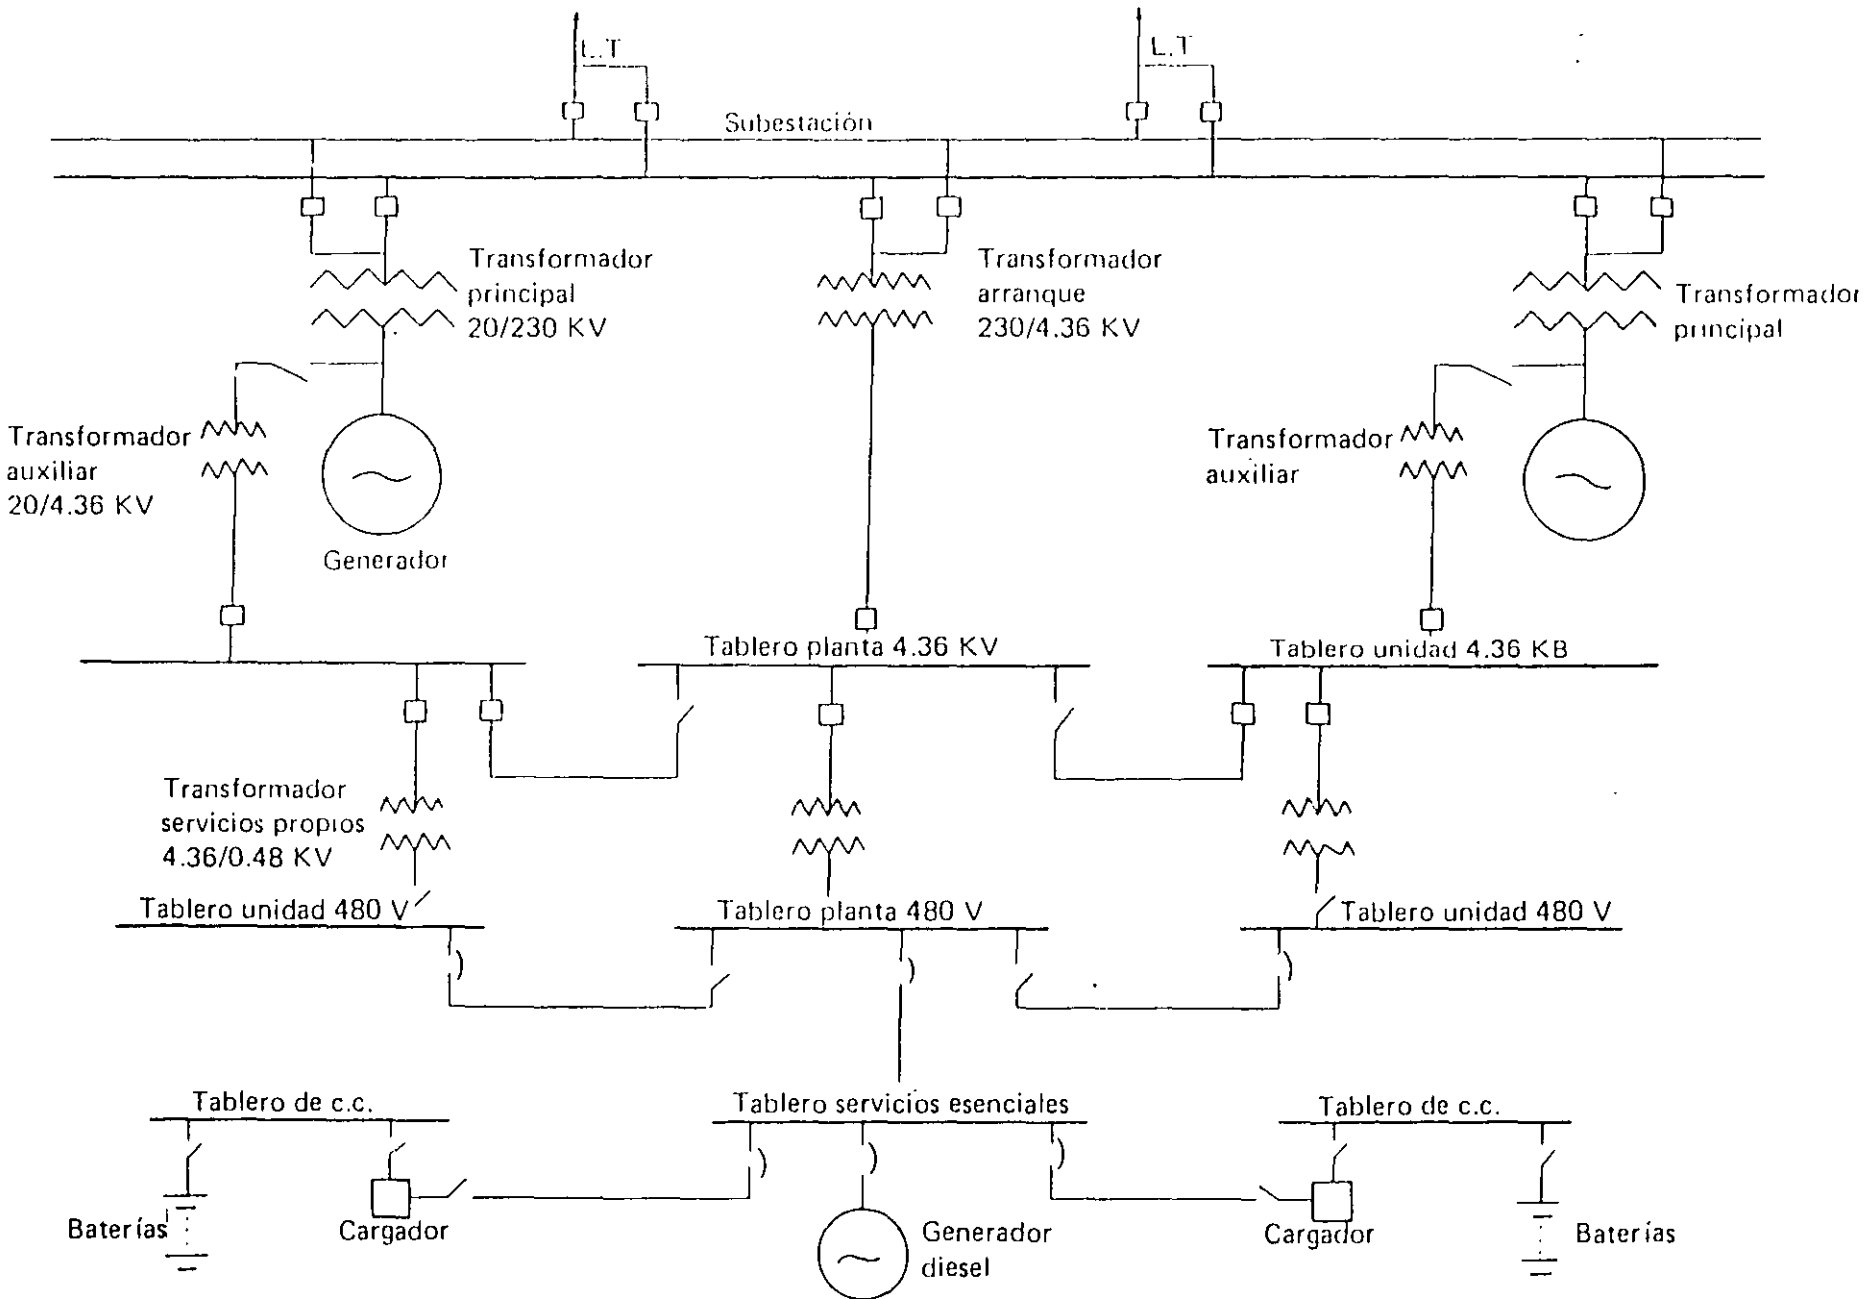 L.T
L.T
Subestación
Transformador
principal
20/230 KV
Transformador
arranque
230/4.36 KV
Transformador
principal
Transformador
auxiliar
20/4.36 KV
Generador
Transformador
auxiliar
Tablero planta 4.36 KV
Tablero unidad 4.36 KB
Transformador
servicios propios
4.36/0.48 KV
Tablero unidad 480 V
Tablero planta 480 V
Tablero unidad 480 V
Tablero de c.c.
Tablero servicios esenciales
Tablero de c.c.
Baterías
Cargador
Generador
diesel
Cargador
Baterías